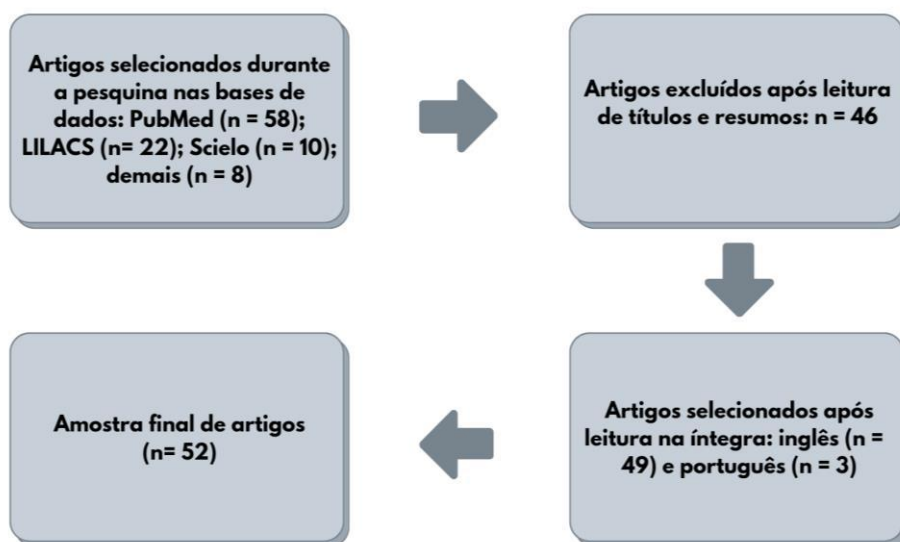 Artigos selecionados durante
a pesquina nas bases de
dados: PubMed (n = 58);
LILACS (n= 22); Scielo (n = 10);
demais (n = 8)
Artigos excluídos após leitura
de títulos e resumos: n = 46
Artigos selecionados após
leitura na íntegra: inglês (n =
49) e português (n = 3)
Amostra final de artigos
(n= 52)